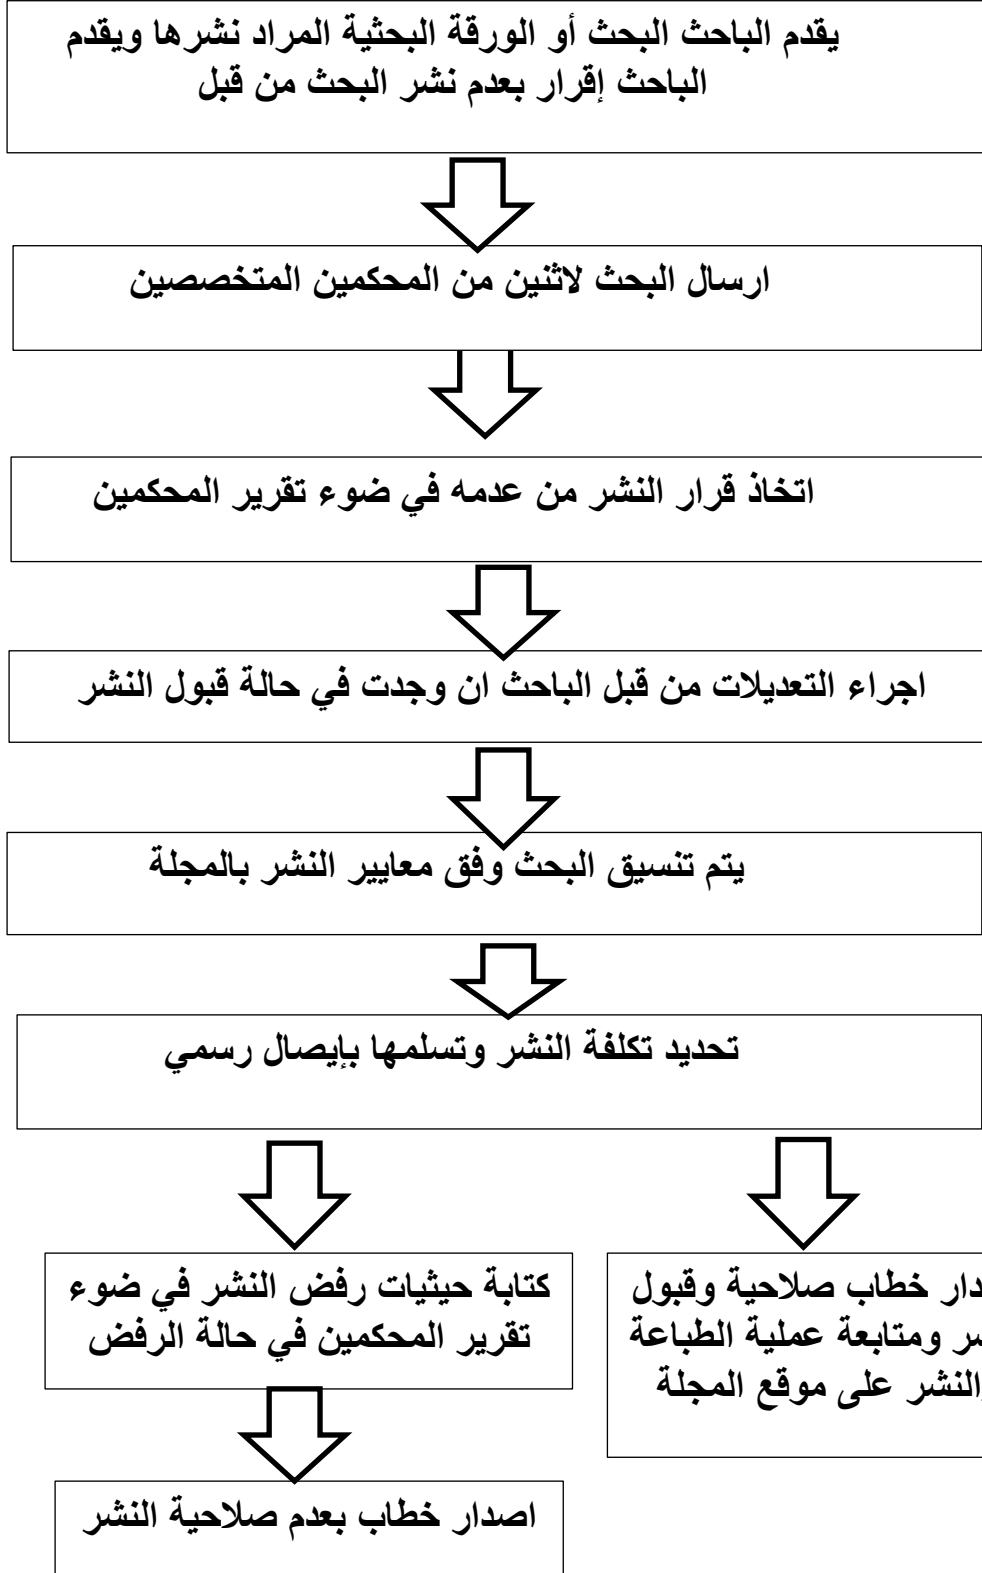 يقدم الباحث البحث أو الورقة البحثية المراد نشرها ويقدم
الباحث إقرار بعدم نشر البحث من قبل
ارسال البحث لاثنين من المحكمين المتخصصين
اتخاذ قرار النشر من عدمه في ضوء تقرير المحكمين
اجراء التعديلات من قبل الباحث ان وجدت في حالة قبول النشر
يتم تنسيق البحث وفق معايير النشر بالمجلة
تحديد تكلفة النشر وتسلمها بإيصال رسمي
خطاب صلاحية وقبول
ومتابعة عملية الطباعة
والنشر على موقع المجلة
كتابة حيثيات رفض النشر في ضوء
تقرير المحكمين في حالة الرفض
اصدار خطاب بعدم صلاحية النشر